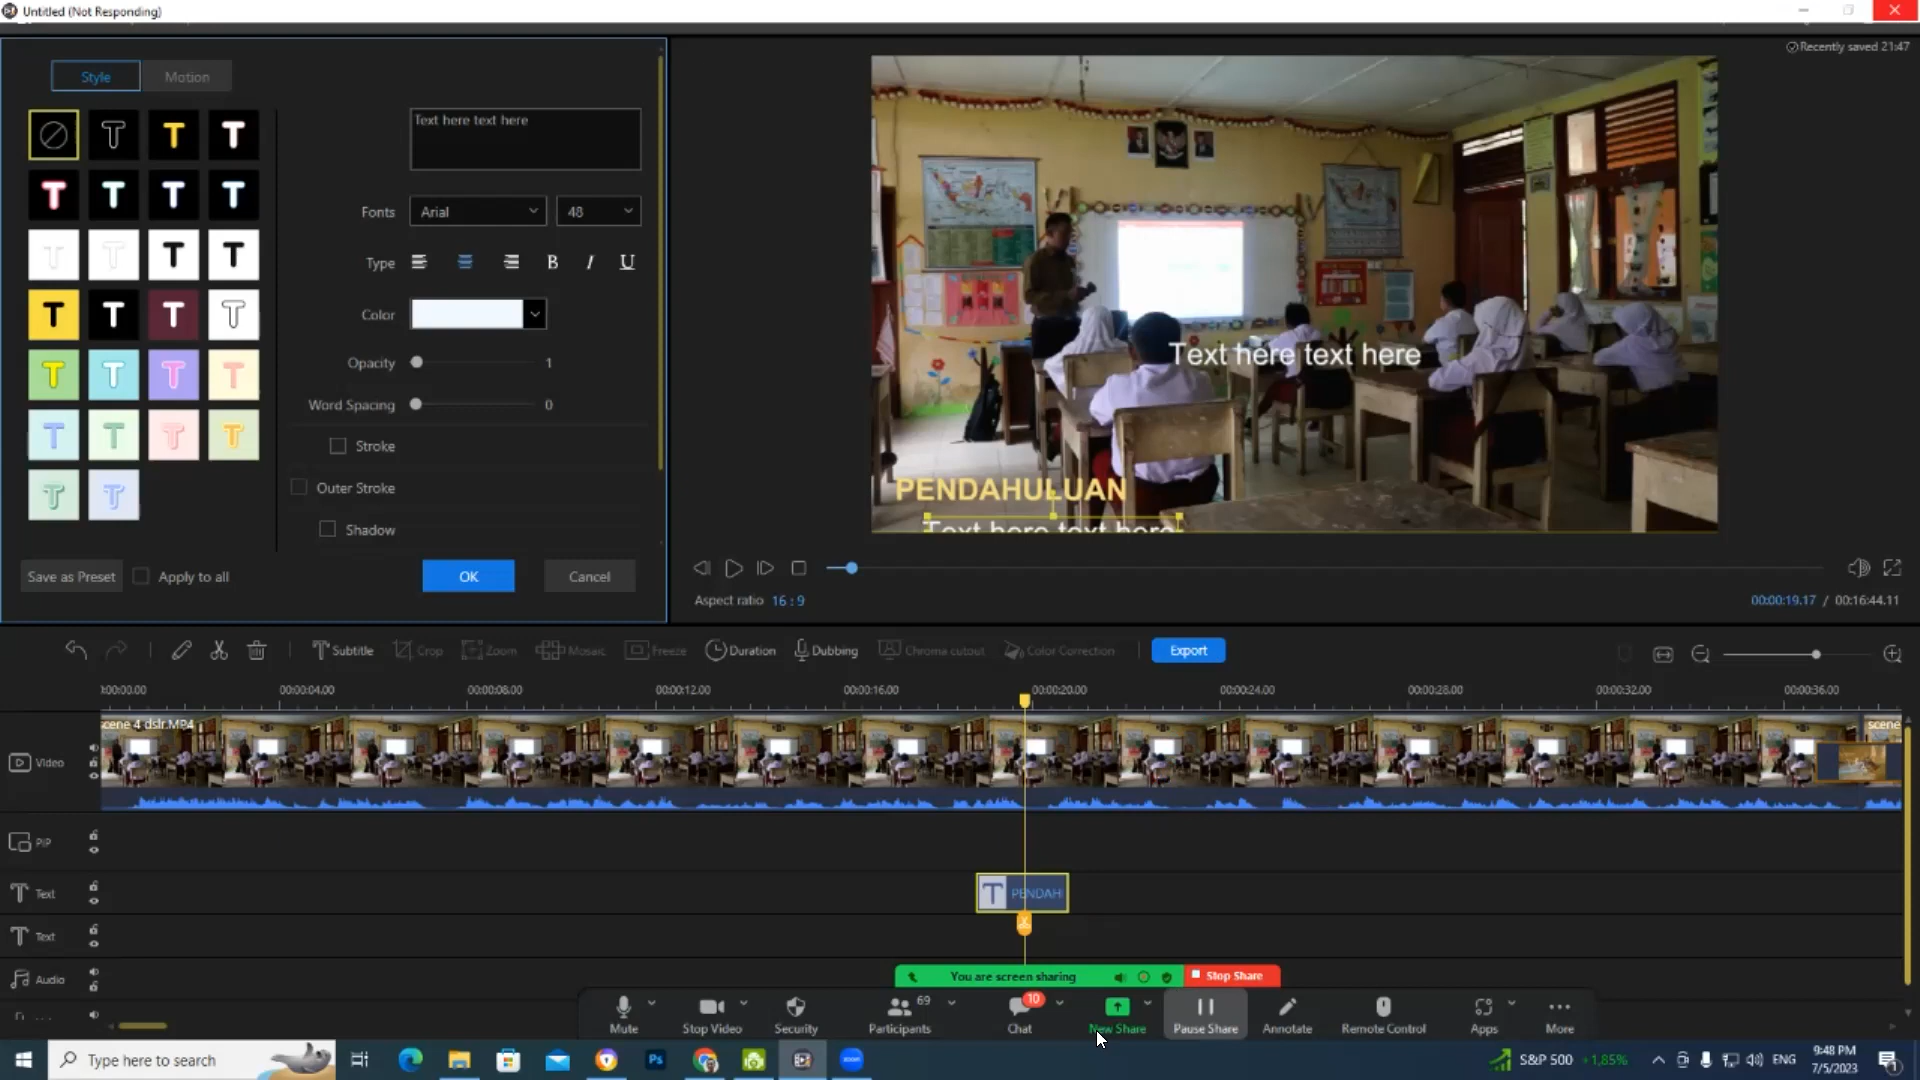 Untitled (Not Responding)
Recently saved 21:47
Style
Motion
Text here text here
Fonts
Arial
48
Type
B
I
U
Color
Opacity
1
Word Spacing
0
Stroke
Outer Stroke
Shadow
Save as Preset
Apply to all
OK
Cancel
Text here text here
PENDAHULUAN
Text here text here
Aspect ratio 16 : 9
00:00:19.17 / 00:16:44.11
Subtitle
Crop
Zoom
Mosaic
Freeze
Duration
Dubbing
Chroma cutout
Color Correction
Export
00:00:04.00
00:00:08.00
00:00:12.00
00:00:16.00
00:00:20.00
00:00:24.00
00:00:28.00
00:00:32.00
00:00:36.00
cene 4 dslr.MP4
scene
Video
PIP
Text
PENDAH
Text
Audio
You are screen sharing
Stop Share
Mute
Stop Video
Security
69
Participants
10
Chat
New Share
Pause Share
Annotate
Remote Control
Apps
More
Type here to search
Ps
zoom
S&P 500 +1,85%
ENG
9:48 PM
7/5/2023
1